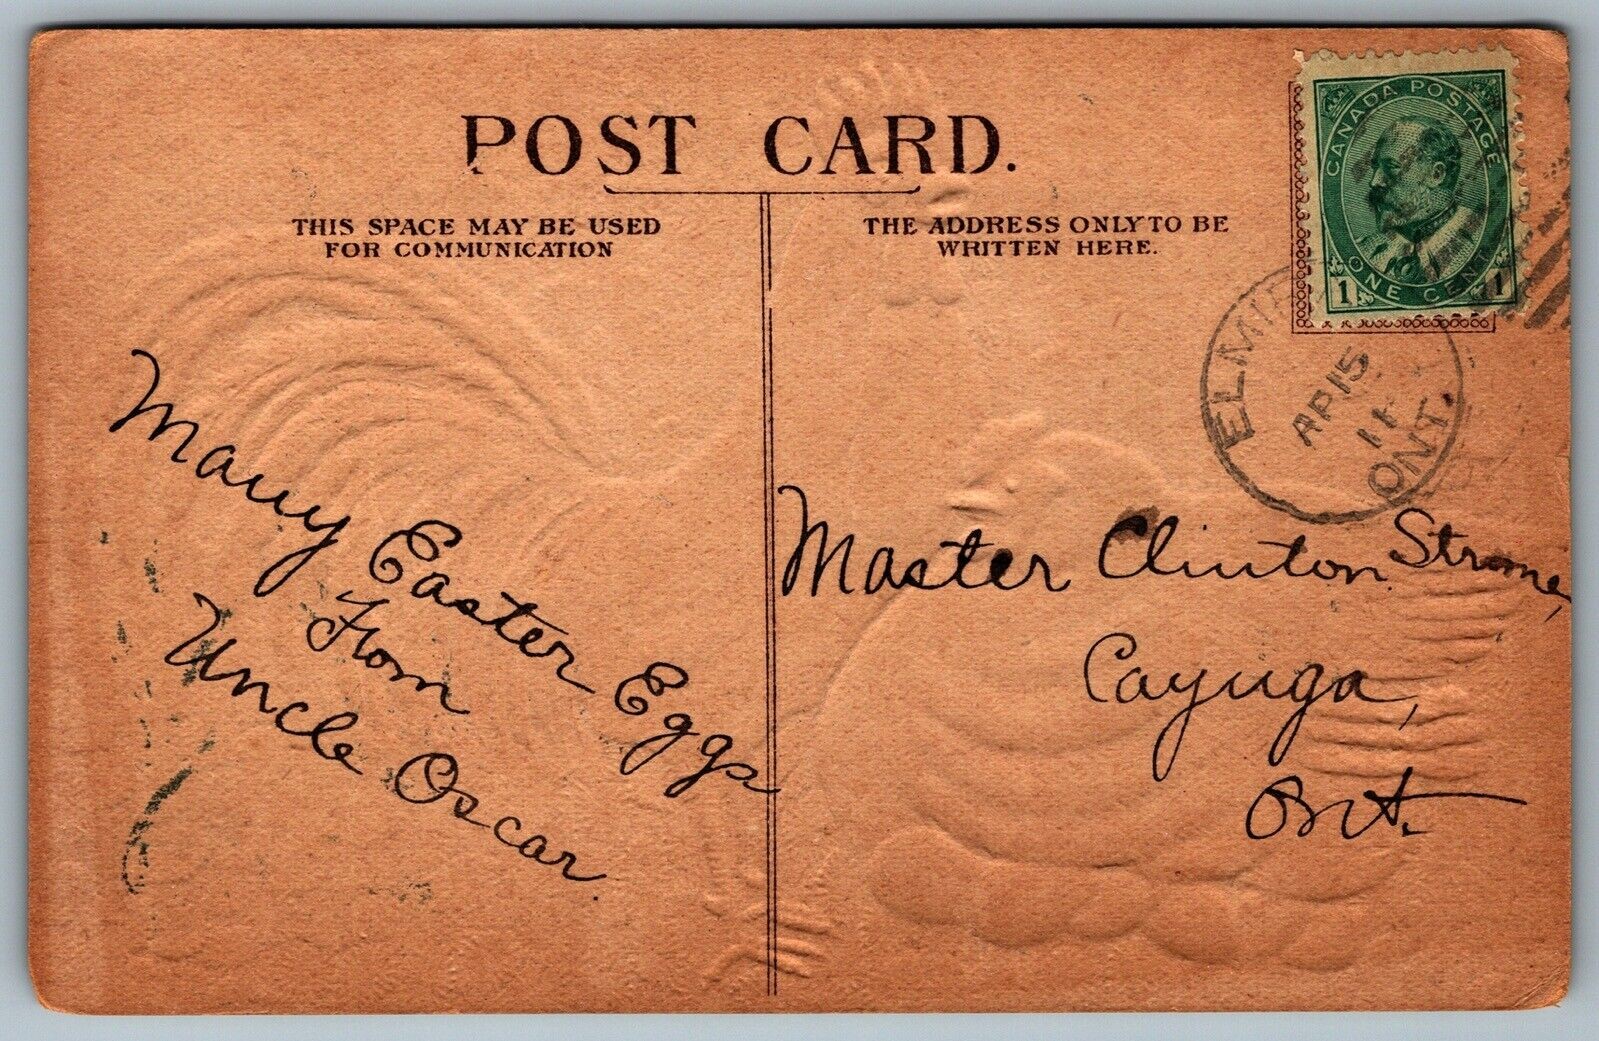 POST CARD.
THIS SPACE MAY BE USED
FOR COMMUNICATION
THE ADDRESS ONLY TO BE
WRITTEN HERE.
CANADA POSTAGE
1 ONE CENT 1
AP 15
11
ONT.
Many Easter Eggs
From
Uncle Oscar.
Master Clinton Strome,
Cayuga,
Ont.